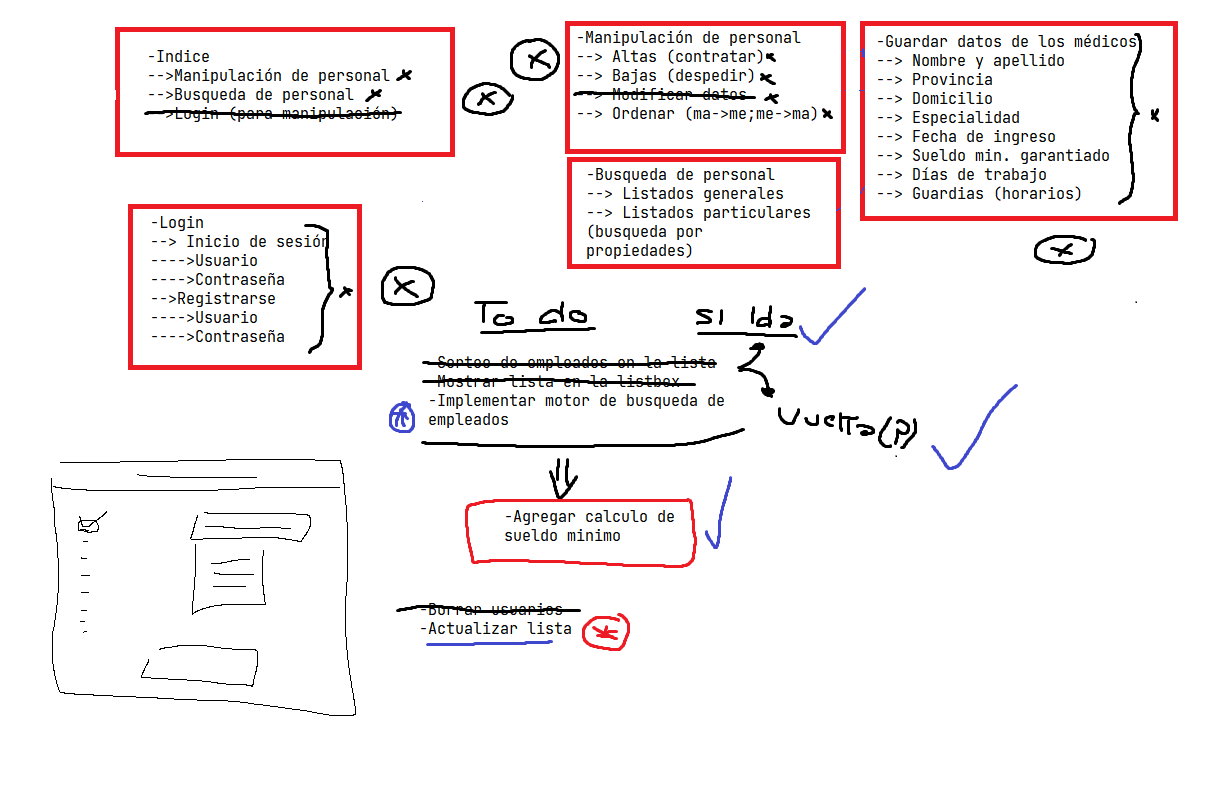 -Indice
-->Manipulación de personal
-->Busqueda de personal
-->Login (para manipulación)
-Manipulación de personal
--> Altas (contratar)
--> Bajas (despedir)
--> Modificar datos
--> Ordenar (ma->me;me->ma)
-Guardar datos de los médicos
--> Nombre y apellido
--> Provincia
--> Domicilio
--> Especialidad
--> Fecha de ingreso
--> Sueldo min. garantiado
--> Días de trabajo
--> Guardias (horarios)
-Busqueda de personal
--> Listados generales
--> Listados particulares
(busqueda por
propiedades)
-Login
--> Inicio de sesión
---->Usuario
---->Contraseña
-->Registrarse
---->Usuario
---->Contraseña
To do
SI Ida
-Sorteo de empleados en la lista
-Mostrar lista en la listbox
-Implementar motor de busqueda de
empleados
Vuelta(P)
-Agregar calculo de
sueldo minimo
-Borrar usuarios
-Actualizar lista